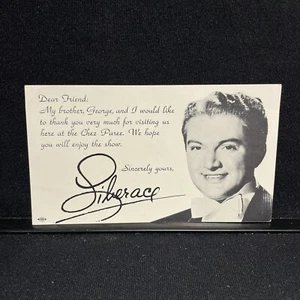 Dear Friend:
My brother, George, and I would like
to thank you very much for visiting us
here at the Chez Paree. We hope
you will enjoy the show.
Sincerely yours,
Liberace